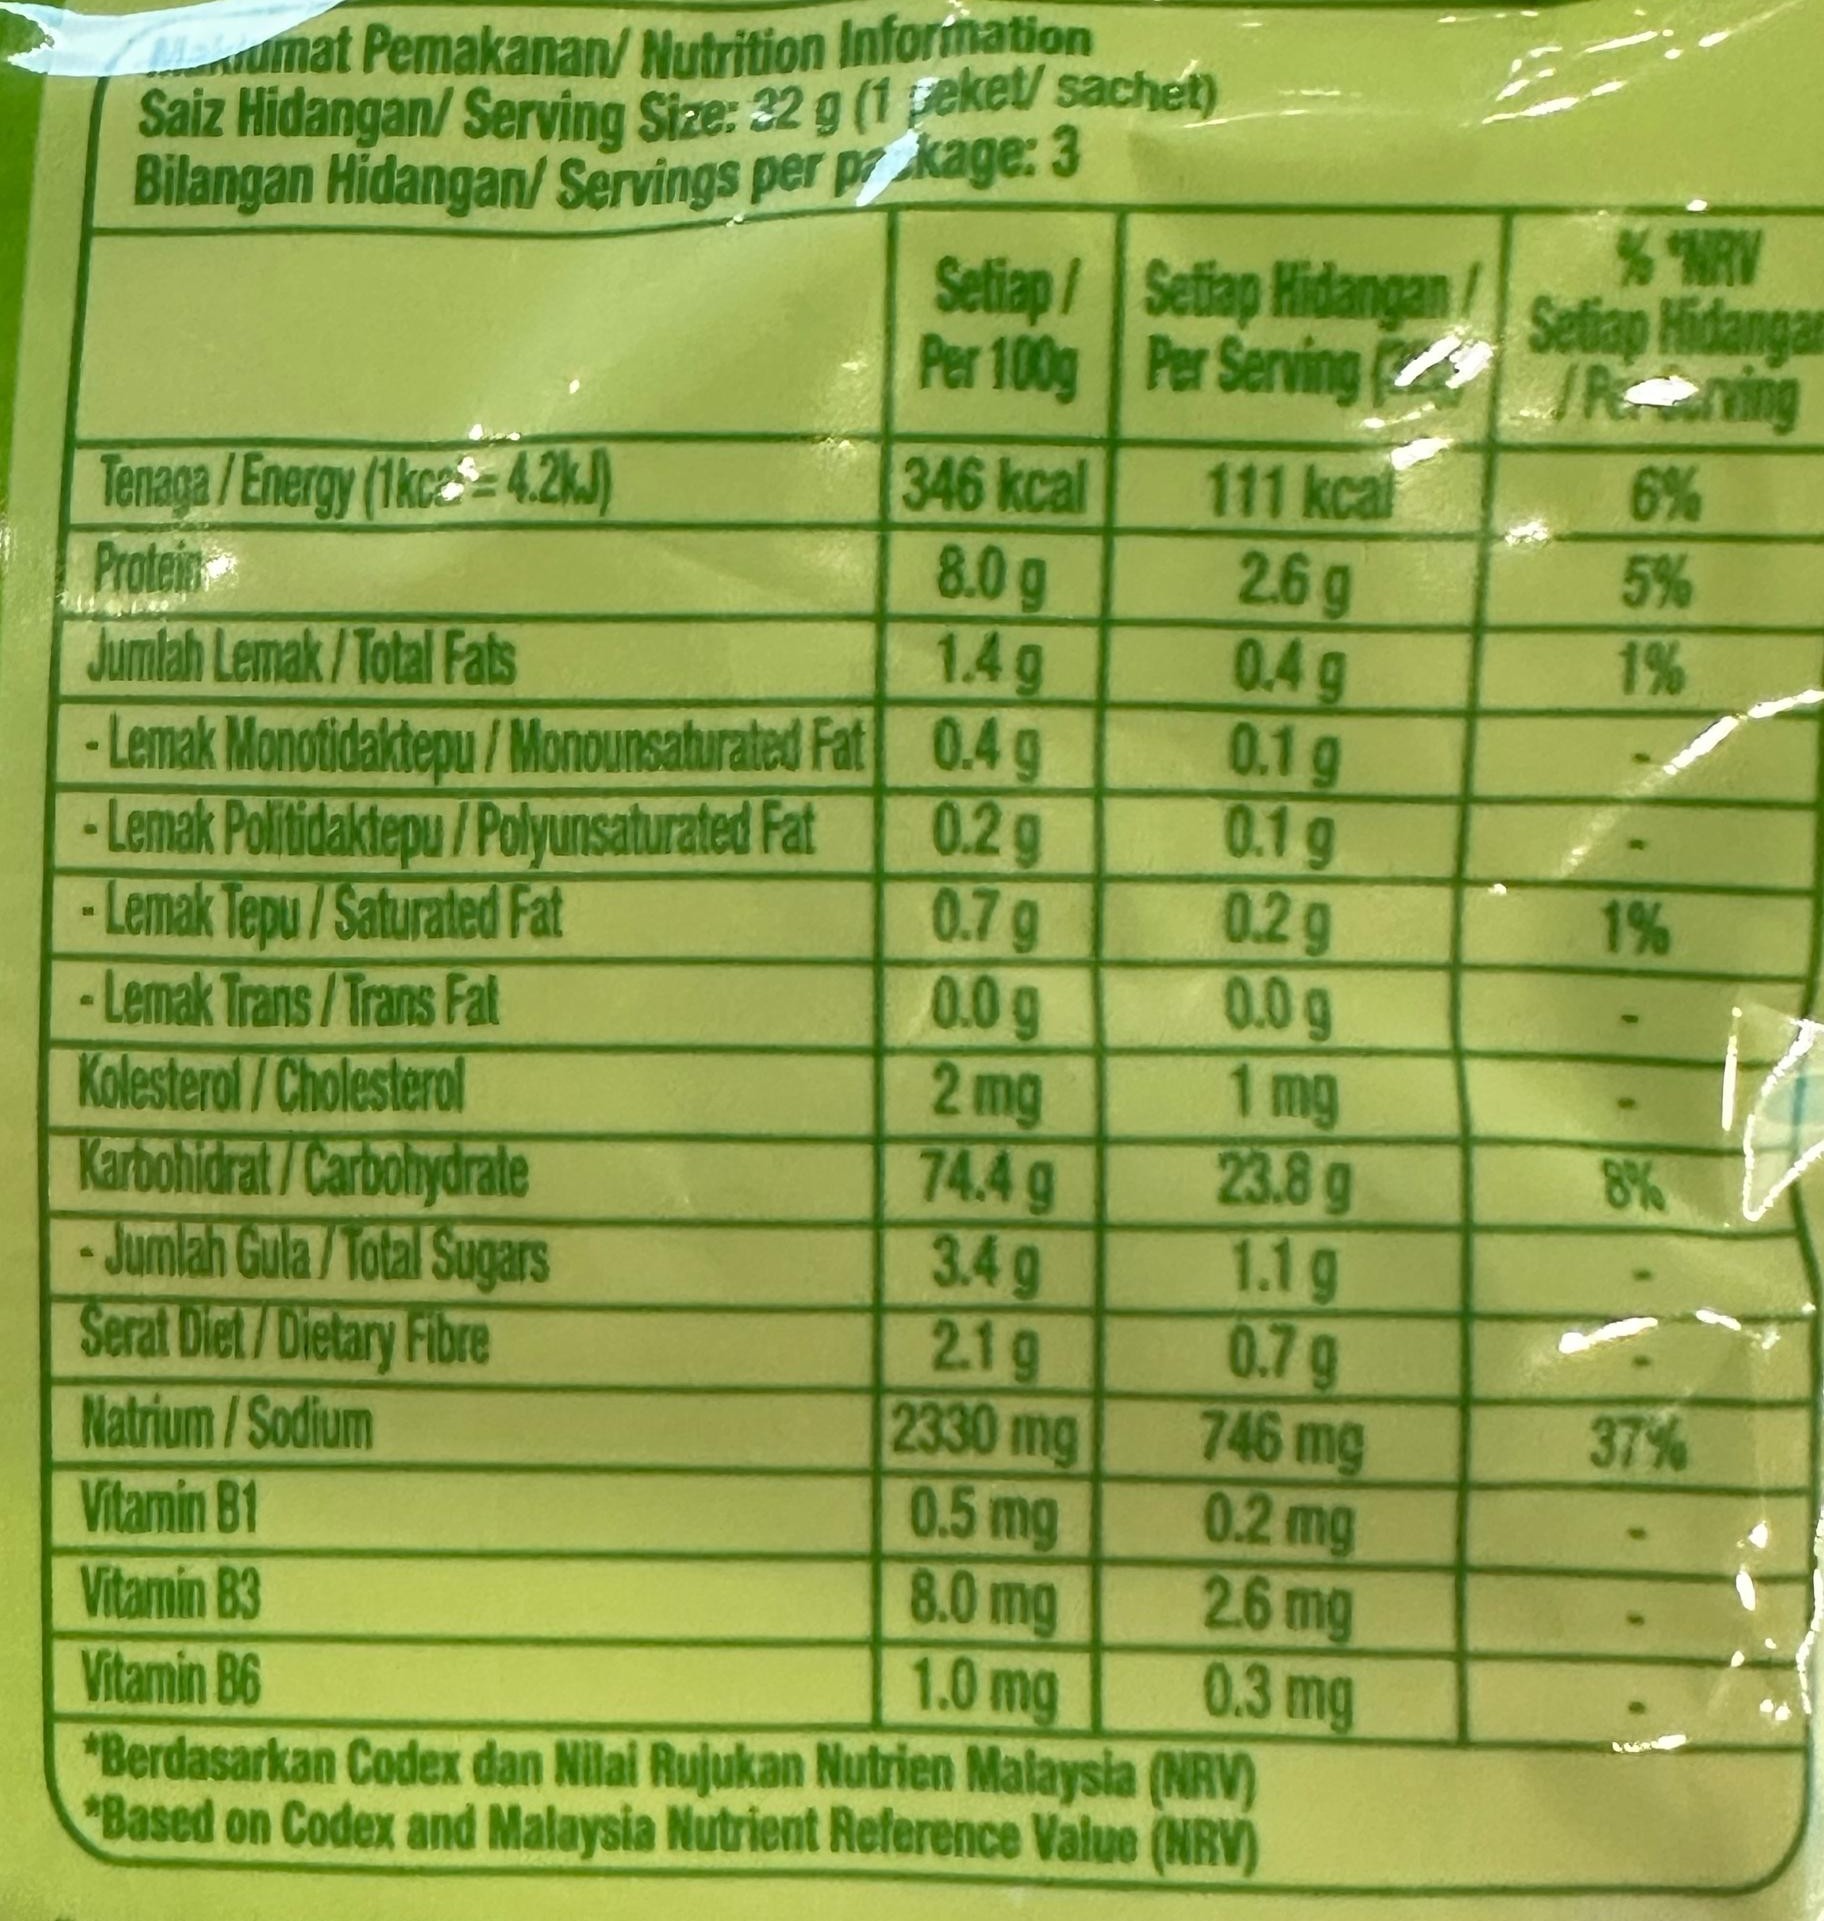 Pemakanan/ Nutrition Information
Saiz Hidangan/ Serving Size: 32 g (1 peket/ sachet)
Bilangan Hidangan/ Servings per package: 3
Setiap / Per 100g
Setiap Hidangan / Per Serving
% *NRV Setiap Hidangan / Per Serving
Tenaga / Energy (1kcal = 4.2kJ) 346 kcal 111 kcal 6%
Protein 8.0 g 2.6 g 5%
Jumlah Lemak / Total Fats 1.4 g 0.4 g 1%
- Lemak Monotidaktepu / Monounsaturated Fat 0.4 g 0.1 g -
- Lemak Politidaktepu / Polyunsaturated Fat 0.2 g 0.1 g -
- Lemak Tepu / Saturated Fat 0.7 g 0.2 g 1%
- Lemak Trans / Trans Fat 0.0 g 0.0 g -
Kolesterol / Cholesterol 2 mg 1 mg -
Karbohidrat / Carbohydrate 74.4 g 23.8 g 8%
- Jumlah Gula / Total Sugars 3.4 g 1.1 g -
Serat Diet / Dietary Fibre 2.1 g 0.7 g -
Natrium / Sodium 2330 mg 746 mg 37%
Vitamin B1 0.5 mg 0.2 mg -
Vitamin B3 8.0 mg 2.6 mg -
Vitamin B6 1.0 mg 0.3 mg -
*Berdasarkan Codex dan Nilai Rujukan Nutrien Malaysia (NRV)
*Based on Codex and Malaysia Nutrient Reference Value (NRV)